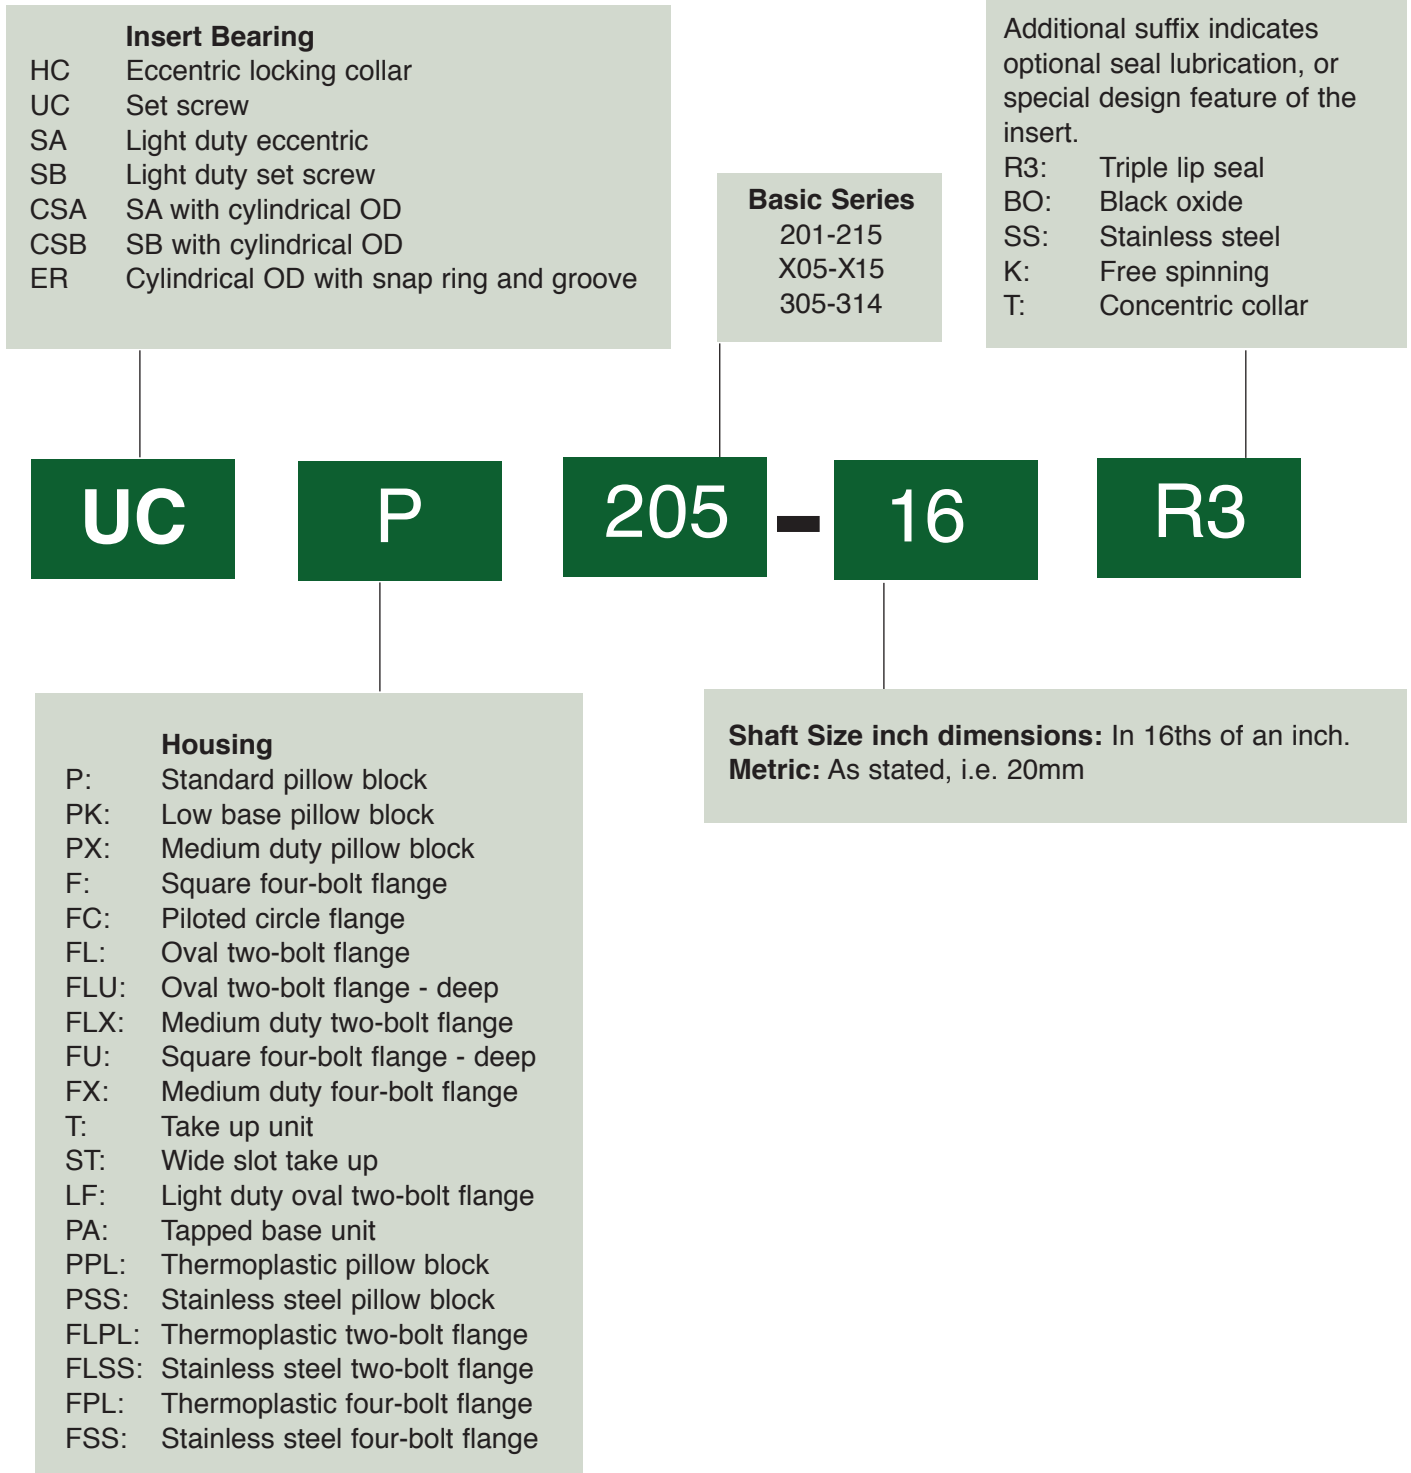 Insert Bearing
HC Eccentric locking collar
UC Set screw
SA Light duty eccentric
SB Light duty set screw
CSA SA with cylindrical OD
CSB SB with cylindrical OD
ER Cylindrical OD with snap ring and groove
Basic Series
201-215
X05-X15
305-314
Additional suffix indicates
optional seal lubrication, or
special design feature of the
insert.
R3: Triple lip seal
BO: Black oxide
SS: Stainless steel
K: Free spinning
T: Concentric collar
UC P 205 - 16 R3
Housing
P: Standard pillow block
PK: Low base pillow block
PX: Medium duty pillow block
F: Square four-bolt flange
FC: Piloted circle flange
FL: Oval two-bolt flange
FLU: Oval two-bolt flange - deep
FLX: Medium duty two-bolt flange
FU: Square four-bolt flange - deep
FX: Medium duty four-bolt flange
T: Take up unit
ST: Wide slot take up
LF: Light duty oval two-bolt flange
PA: Tapped base unit
PPL: Thermoplastic pillow block
PSS: Stainless steel pillow block
FLPL: Thermoplastic two-bolt flange
FLSS: Stainless steel two-bolt flange
FPL: Thermoplastic four-bolt flange
FSS: Stainless steel four-bolt flange
Shaft Size inch dimensions: In 16ths of an inch.
Metric: As stated, i.e. 20mm